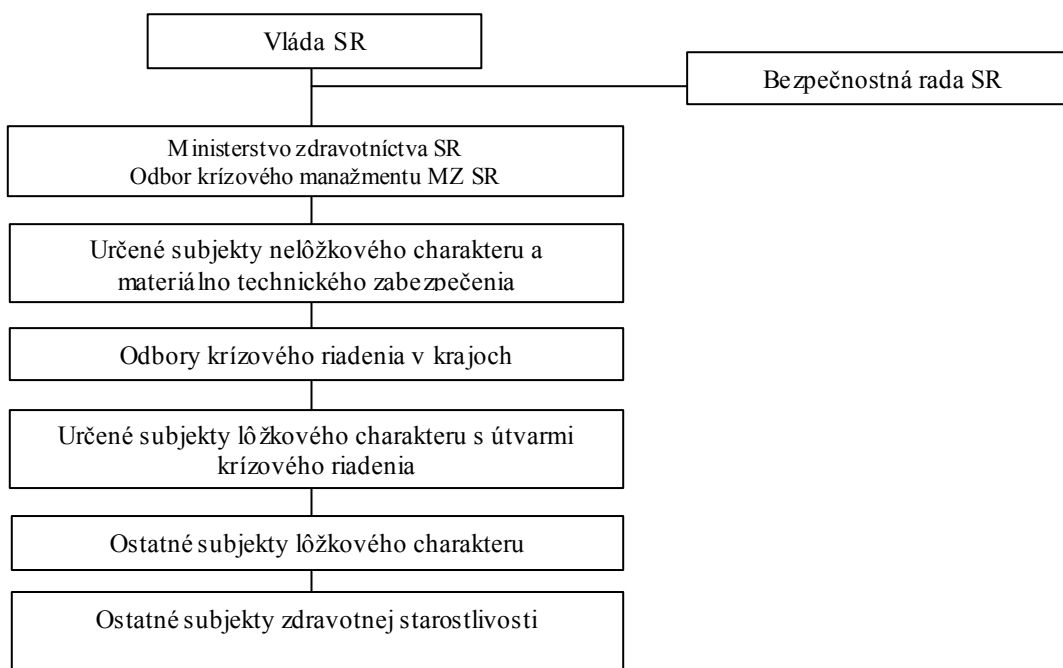 Vláda SR
Bezpečnostná rada SR
Ministerstvo zdravotníctva SR
Odbor krízového manažmentu MZ SR
Určené subjekty nelôžkového charakteru a
materiálno technického zabezpečenia
Odbory krízového riadenia v krajoch
Určené subjekty lôžkového charakteru s útvarmi
krízového riadenia
Ostatné subjekty lôžkového charakteru
Ostatné subjekty zdravotnej starostlivosti